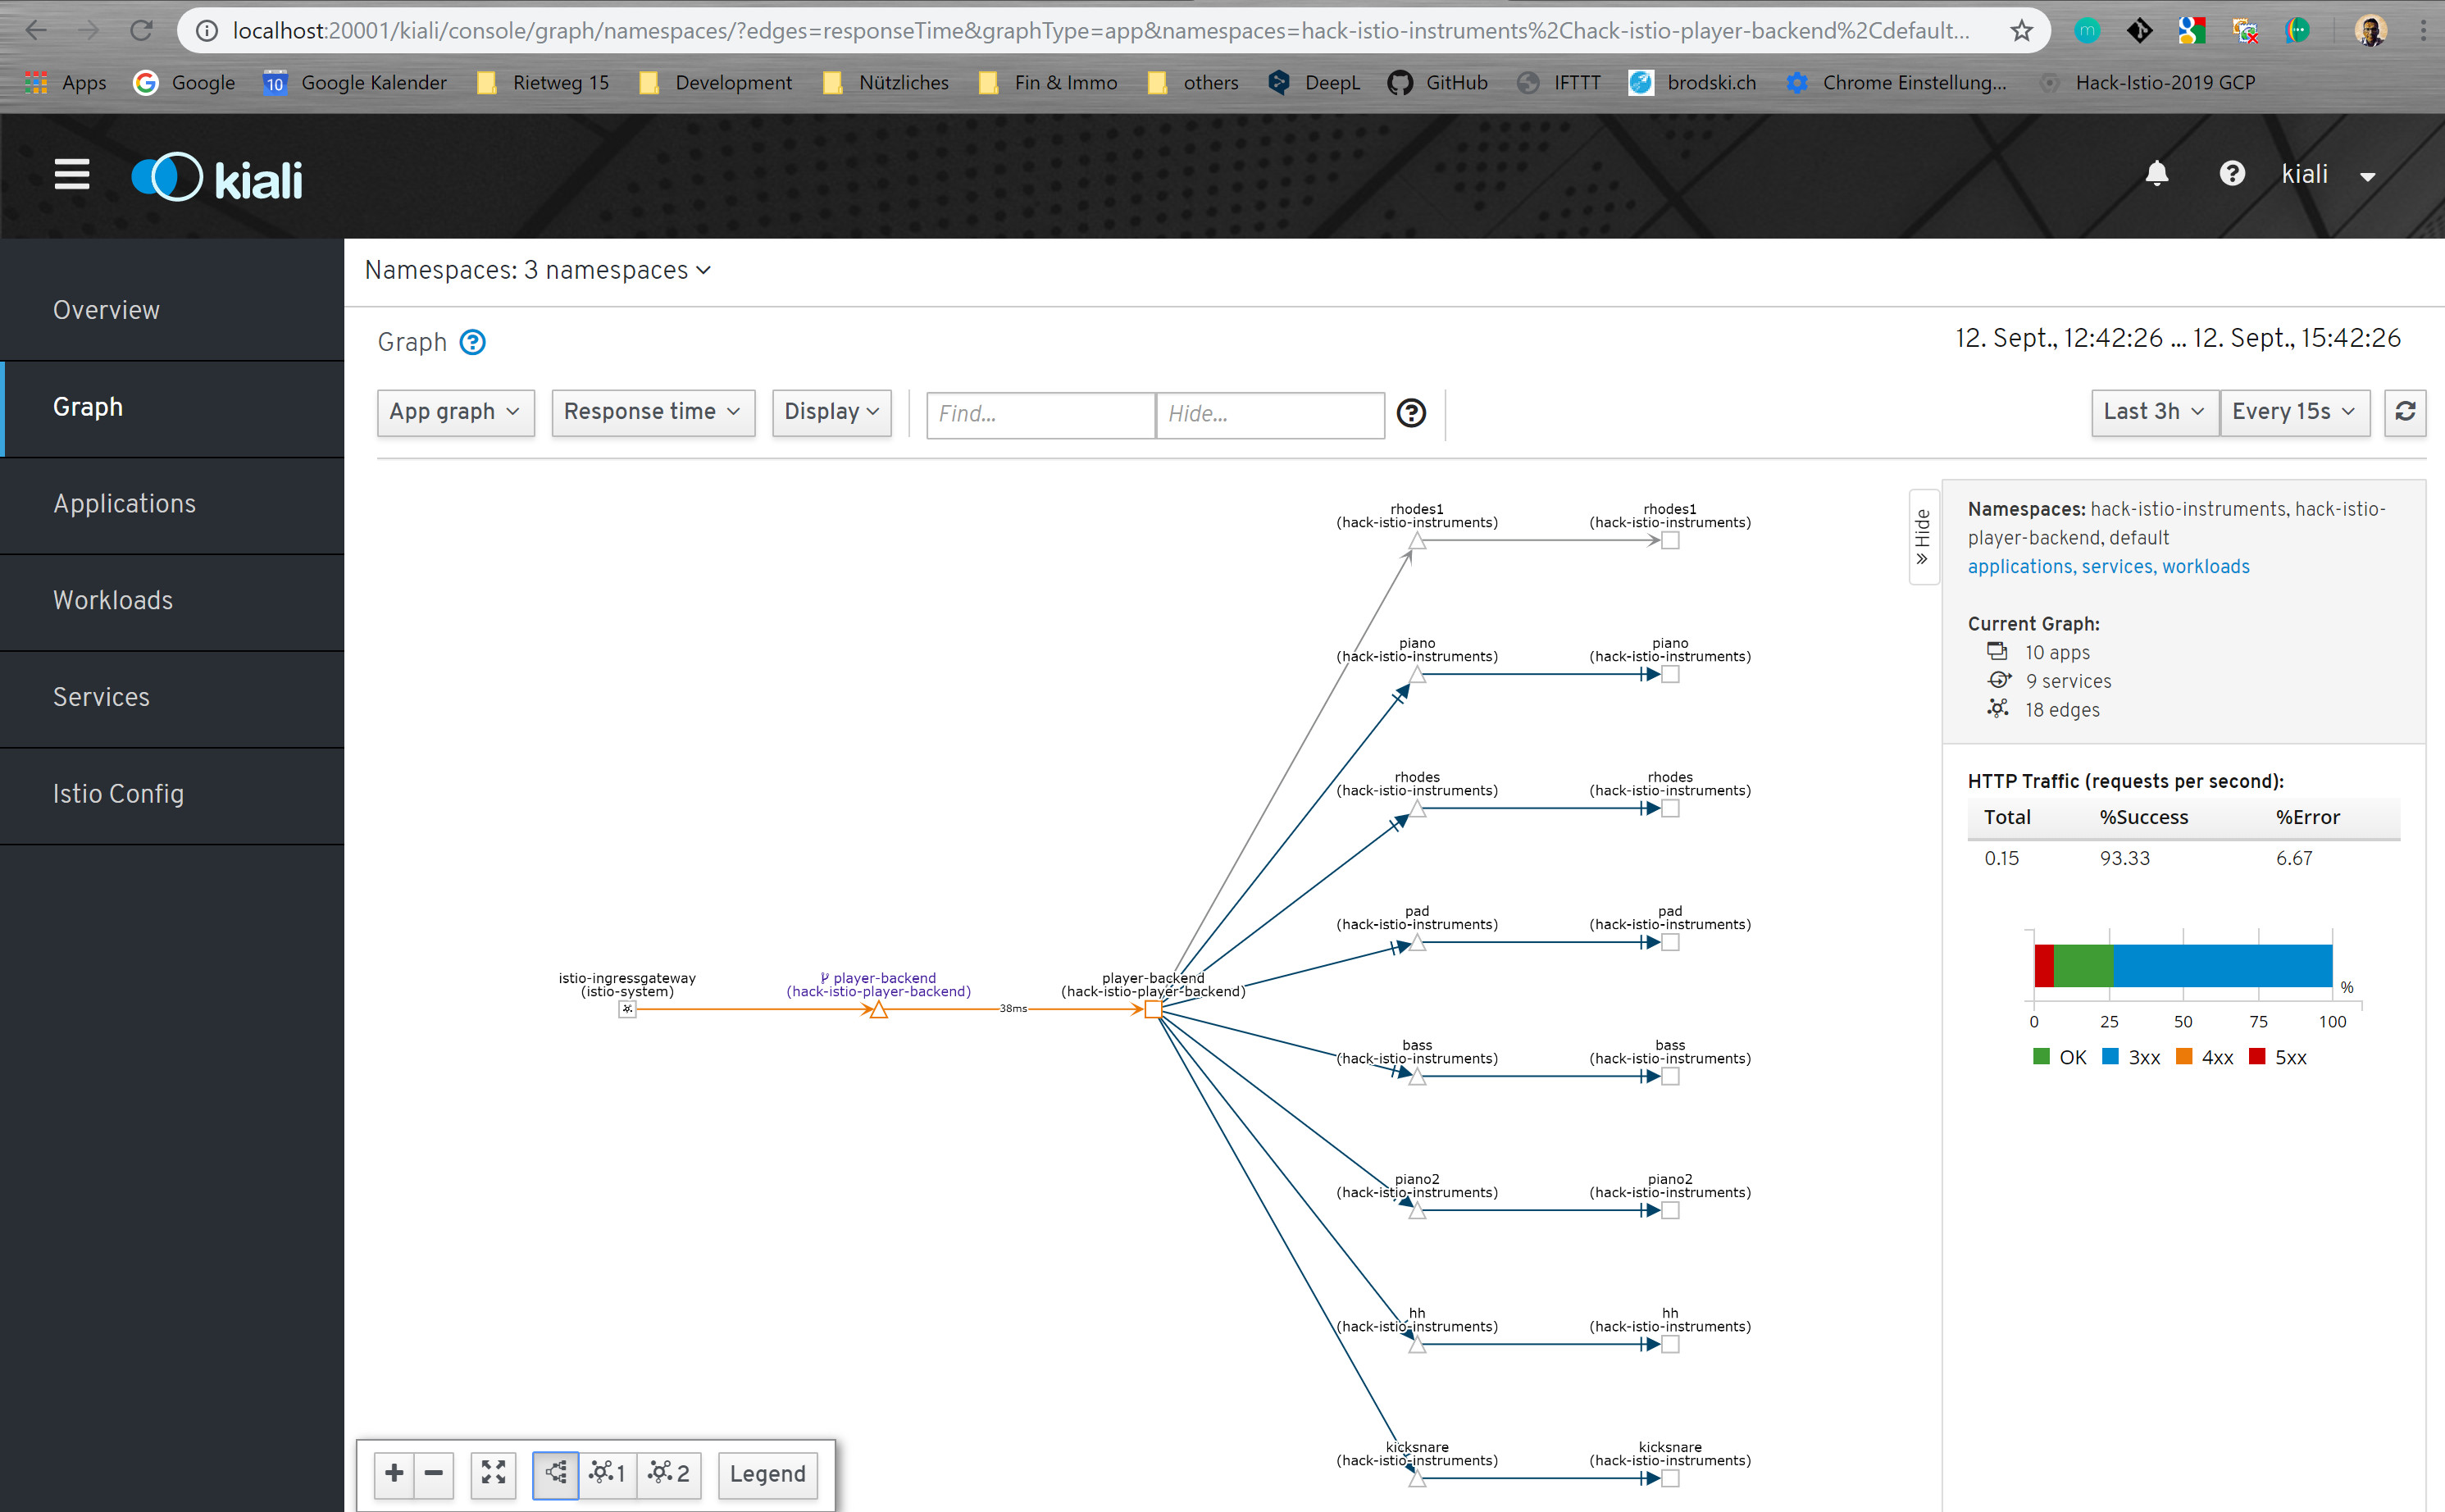 localhost:20001/kiali/console/graph/namespaces/?edges=responseTime&graphType=app&namespaces=hack-istio-instruments%2Chack-istio-player-backend%2Cdefault...
m
Apps Google 10 Google Kalender Rietweg 15 Development Nützliches Fin & Immo others DeepL GitHub IFTTT brodski.ch Chrome Einstellung... Hack-Istio-2019 GCP
kiali
kiali
Overview
Graph
Applications
Workloads
Services
Istio Config
Namespaces: 3 namespaces
Graph
12. Sept., 12:42:26 ... 12. Sept., 15:42:26
App graph Response time Display Find... Hide... Last 3h Every 15s
rhodes1
(hack-istio-instruments)
rhodes1
(hack-istio-instruments)
piano
(hack-istio-instruments)
piano
(hack-istio-instruments)
rhodes
(hack-istio-instruments)
rhodes
(hack-istio-instruments)
pad
(hack-istio-instruments)
pad
(hack-istio-instruments)
istio-ingressgateway
(istio-system)
player-backend
(hack-istio-player-backend)
38ms
player-backend
(hack-istio-player-backend)
bass
(hack-istio-instruments)
bass
(hack-istio-instruments)
piano2
(hack-istio-instruments)
piano2
(hack-istio-instruments)
hh
(hack-istio-instruments)
hh
(hack-istio-instruments)
kicksnare
(hack-istio-instruments)
kicksnare
(hack-istio-instruments)
1
2
Legend
» Hide
Namespaces: hack-istio-instruments, hack-istio-
player-backend, default
applications, services, workloads
Current Graph:
10 apps
9 services
18 edges
HTTP Traffic (requests per second):
Total %Success %Error
0.15 93.33 6.67
%
0 25 50 75 100
OK 3xx 4xx 5xx